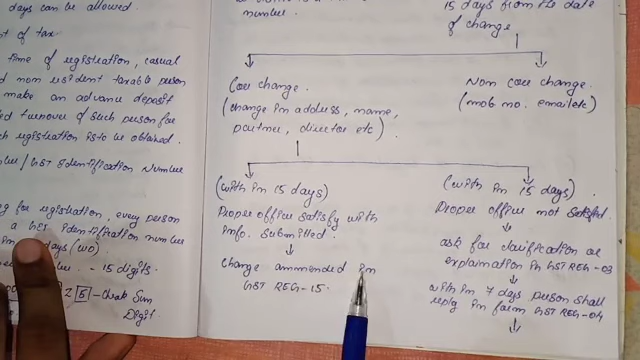 days can be allowed.
of tax
time of registration, casual
non resident taxable person
make an advance deposit
turnover of such person for
registration is to be obtained.
GST Identification Number
for registration, every person
a GST identification number
days (WD)
- 15 digits.
2 5 - Check Sum
Digit.
number.
15 days from the date
of change
Core change.
(change in address, name,
partner, director etc)
Non core change.
(mob no. email etc)
(with in 15 days)
Proper officer satisfy with
info. submitted.
Change ammended in
GST REG-15.
(with in 15 days).
Proper officer not satisfied.
ask for clarification or
explaination in GST REG-03
with in 7 days person shall
reply in form GST REG-04